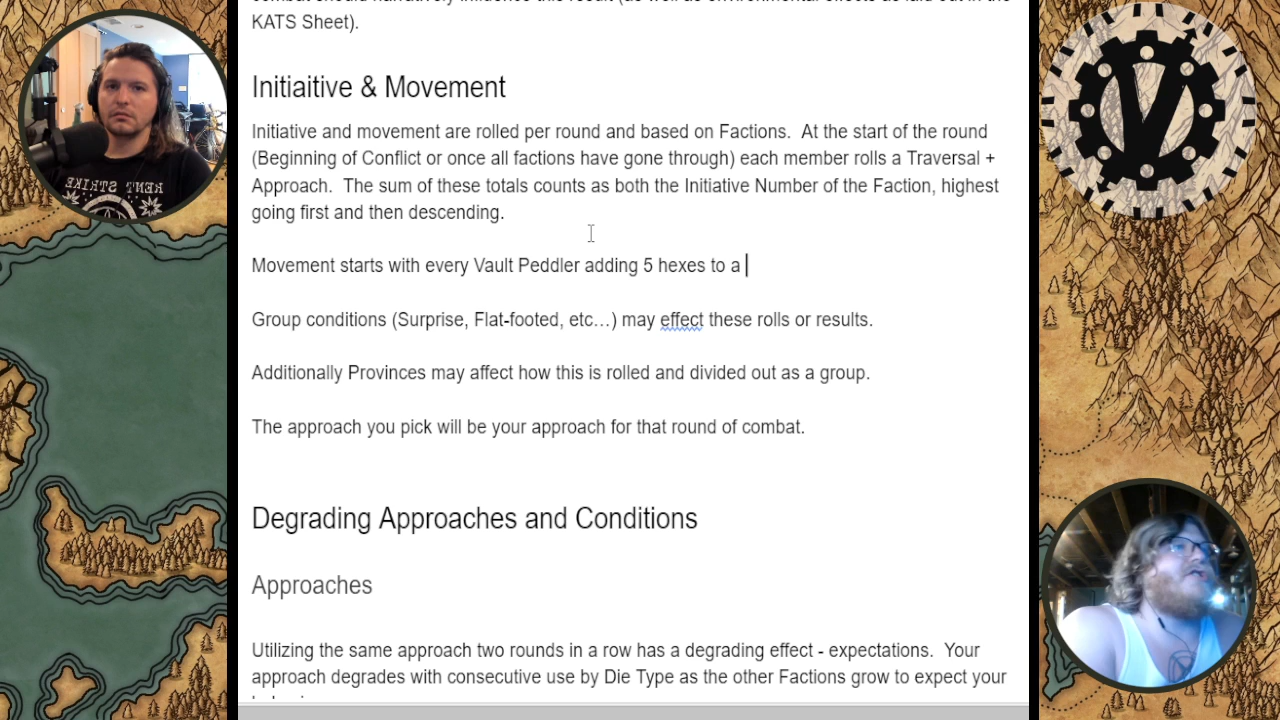 KATS Sheet).
Initiaitive & Movement
Initiative and movement are rolled per round and based on Factions.  At the start of the round
(Beginning of Conflict or once all factions have gone through) each member rolls a Traversal +
Approach.  The sum of these totals counts as both the Initiative Number of the Faction, highest
going first and then descending.
Movement starts with every Vault Peddler adding 5 hexes to a
Group conditions (Surprise, Flat-footed, etc...) may effect these rolls or results.
Additionally Provinces may affect how this is rolled and divided out as a group.
The approach you pick will be your approach for that round of combat.
Degrading Approaches and Conditions
Approaches
Utilizing the same approach two rounds in a row has a degrading effect - expectations.  Your
approach degrades with consecutive use by Die Type as the other Factions grow to expect your
RENT STRIKE
V